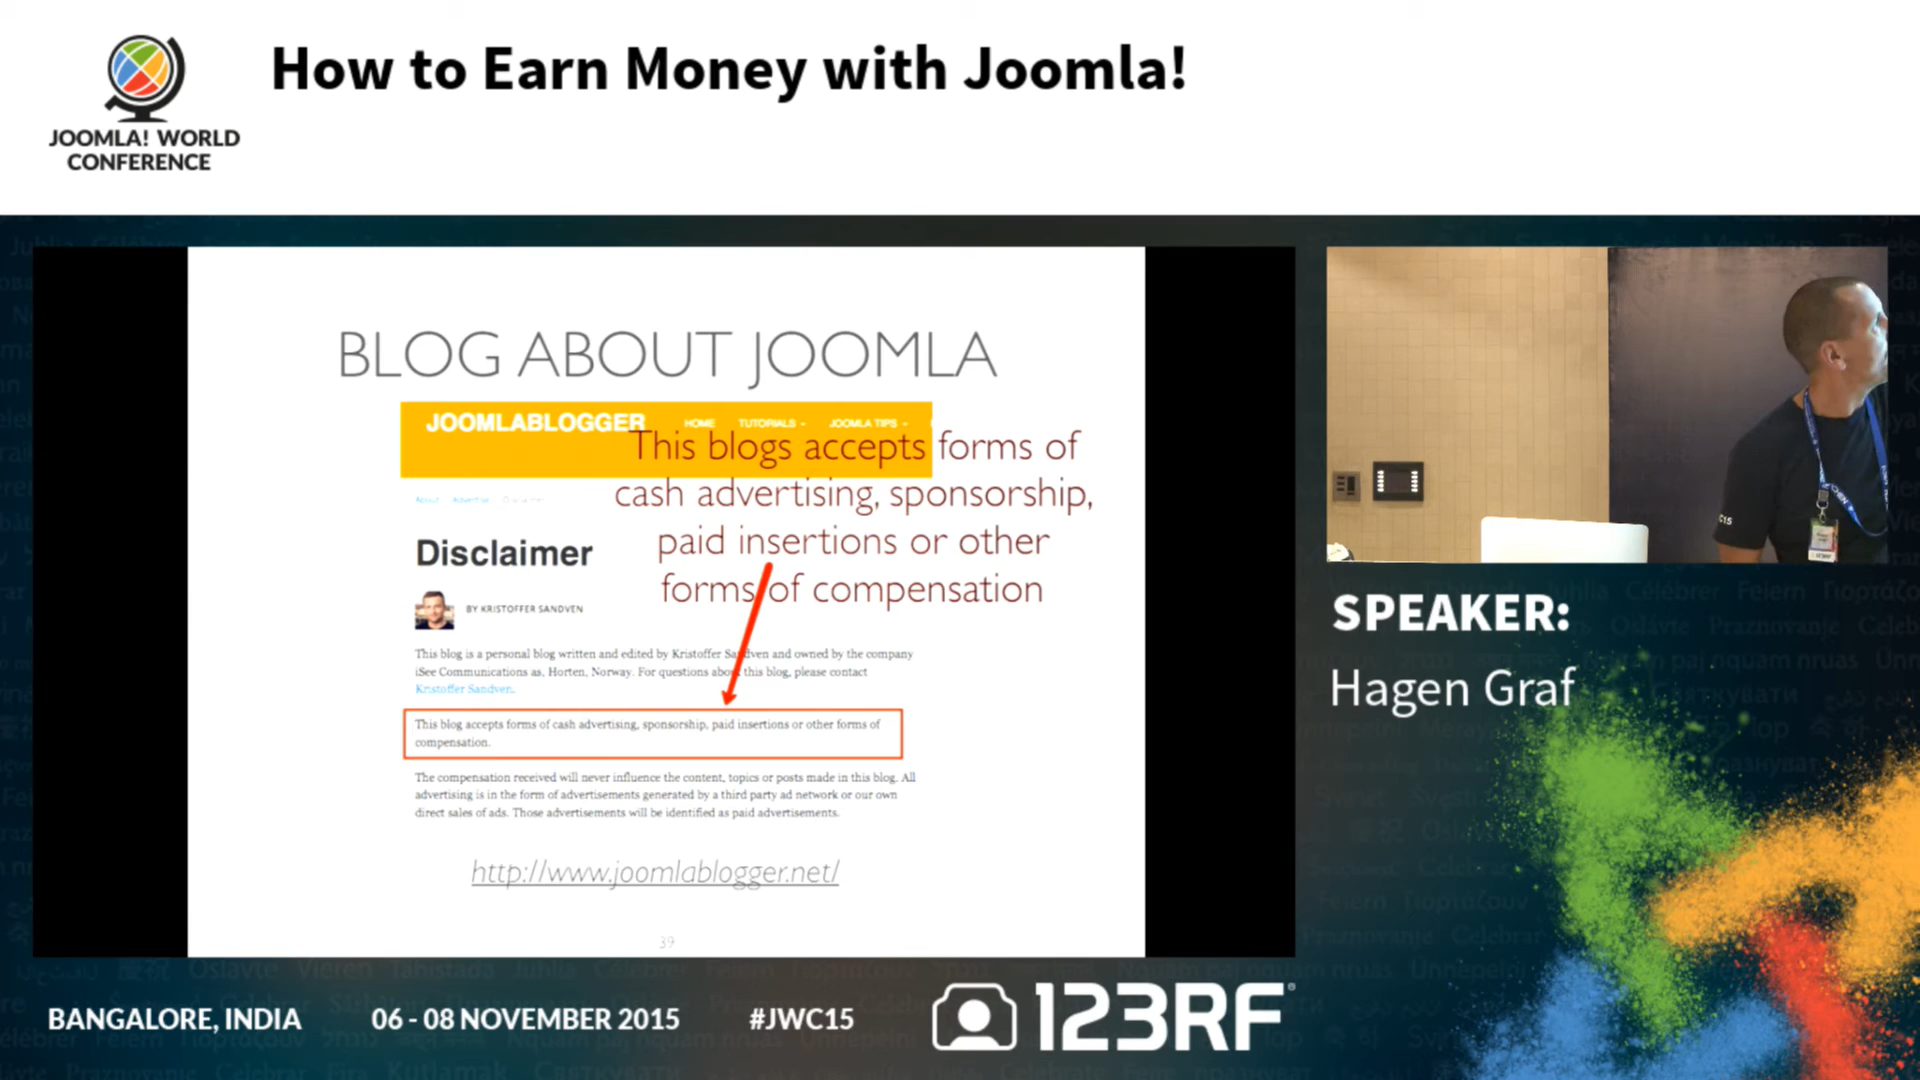 How to Earn Money with Joomla!
JOOMLA! WORLD
CONFERENCE
BLOG ABOUT JOOMLA
JOOMLABLOGGER
HOME TUTORIALS JOOMLA TIPS
This blogs accepts forms of
cash advertising, sponsorship,
paid insertions or other
forms of compensation
About Advertise Disclaimer
Disclaimer
BY KRISTOFFER SANDVEN
This blog is a personal blog written and edited by Kristoffer Sandven and owned by the company
iSee Communications as, Horten, Norway. For questions about this blog, please contact
Kristoffer Sandven.
This blog accepts forms of cash advertising, sponsorship, paid insertions or other forms of
compensation.
The compensation received will never influence the content, topics or posts made in this blog. All
advertising is in the form of advertisements generated by a third party ad network or our own
direct sales of ads. Those advertisements will be identified as paid advertisements.
http://www.joomlablogger.net/
39
SPEAKER:
Hagen Graf
BANGALORE, INDIA 06 - 08 NOVEMBER 2015 #JWC15 123RF